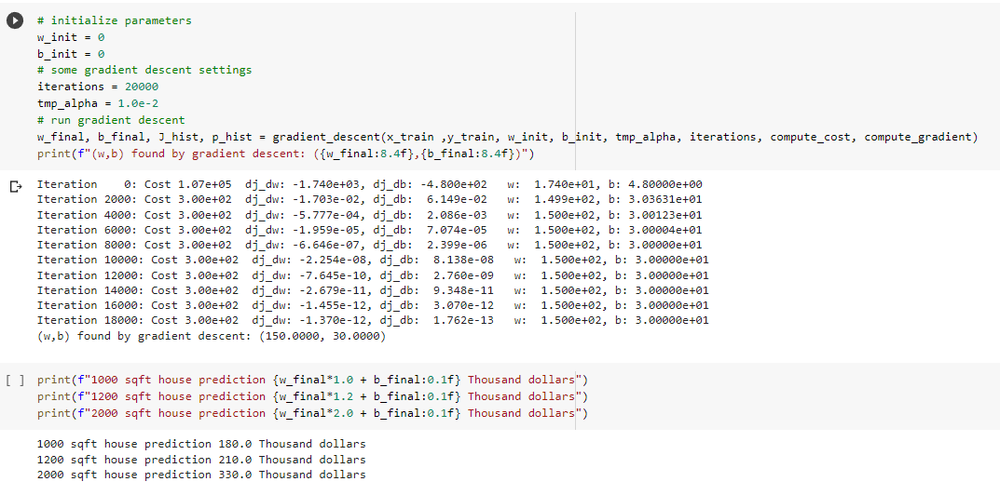 # initialize parameters
w_init = 0
b_init = 0
# some gradient descent settings
iterations = 20000
tmp_alpha = 1.0e-2
# run gradient descent
w_final, b_final, J_hist, p_hist = gradient_descent(x_train ,y_train, w_init, b_init, tmp_alpha, iterations, compute_cost, compute_gradient)
print(f"(w,b) found by gradient descent: ({w_final:8.4f},{b_final:8.4f})")
Iteration    0: Cost 1.07e+05  dj_dw: -1.740e+03, dj_db: -4.800e+02   w:  1.740e+01, b: 4.80000e+00
Iteration 2000: Cost 3.00e+02  dj_dw: -1.703e-02, dj_db:  6.149e-02   w:  1.499e+02, b: 3.03631e+01
Iteration 4000: Cost 3.00e+02  dj_dw: -5.777e-04, dj_db:  2.086e-03   w:  1.500e+02, b: 3.00123e+01
Iteration 6000: Cost 3.00e+02  dj_dw: -1.959e-05, dj_db:  7.074e-05   w:  1.500e+02, b: 3.00004e+01
Iteration 8000: Cost 3.00e+02  dj_dw: -6.646e-07, dj_db:  2.399e-06   w:  1.500e+02, b: 3.00000e+01
Iteration 10000: Cost 3.00e+02  dj_dw: -2.254e-08, dj_db:  8.138e-08   w:  1.500e+02, b: 3.00000e+01
Iteration 12000: Cost 3.00e+02  dj_dw: -7.645e-10, dj_db:  2.760e-09   w:  1.500e+02, b: 3.00000e+01
Iteration 14000: Cost 3.00e+02  dj_dw: -2.679e-11, dj_db:  9.348e-11   w:  1.500e+02, b: 3.00000e+01
Iteration 16000: Cost 3.00e+02  dj_dw: -1.455e-12, dj_db:  3.070e-12   w:  1.500e+02, b: 3.00000e+01
Iteration 18000: Cost 3.00e+02  dj_dw: -1.370e-12, dj_db:  1.762e-13   w:  1.500e+02, b: 3.00000e+01
(w,b) found by gradient descent: (150.0000, 30.0000)
[ ] print(f"1000 sqft house prediction {w_final*1.0 + b_final:0.1f} Thousand dollars")
print(f"1200 sqft house prediction {w_final*1.2 + b_final:0.1f} Thousand dollars")
print(f"2000 sqft house prediction {w_final*2.0 + b_final:0.1f} Thousand dollars")
1000 sqft house prediction 180.0 Thousand dollars
1200 sqft house prediction 210.0 Thousand dollars
2000 sqft house prediction 330.0 Thousand dollars